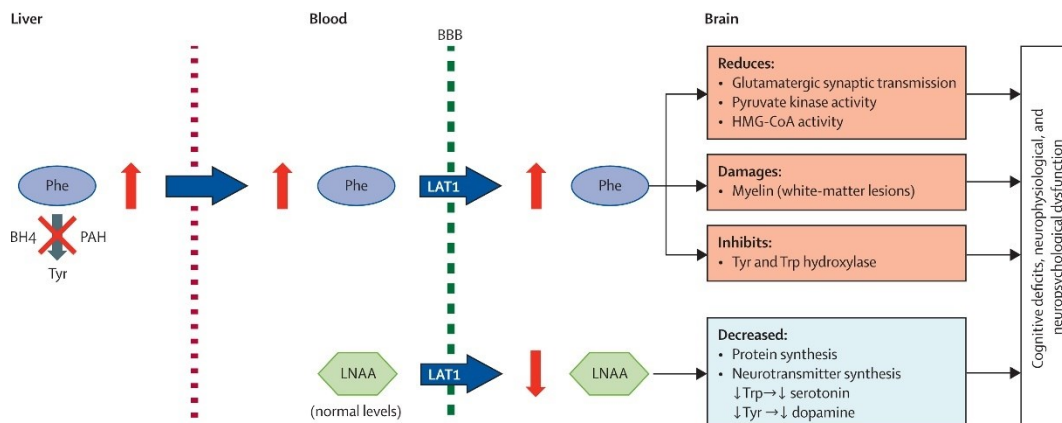 Liver
Blood
Brain
BBB
Reduces:
• Glutamatergic synaptic transmission
• Pyruvate kinase activity
• HMG-CoA activity
Phe
Phe
LAT1
Phe
Damages:
• Myelin (white-matter lesions)
BH4
PAH
Tyr
Inhibits:
• Tyr and Trp hydroxylase
LNAA
(normal levels)
LAT1
LNAA
Decreased:
• Protein synthesis
• Neurotransmitter synthesis
↓Trp→↓ serotonin
↓Tyr →↓ dopamine
Cognitive deficits, neurophysiological, and
neuropsychological dysfunction